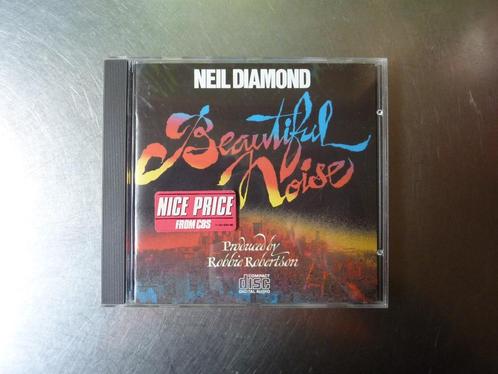 NEIL DIAMOND
Beautiful
Noise
NICE PRICE
FROM CBS
Produced by
Robbie Robertson
COMPACT
disc
DIGITAL AUDIO